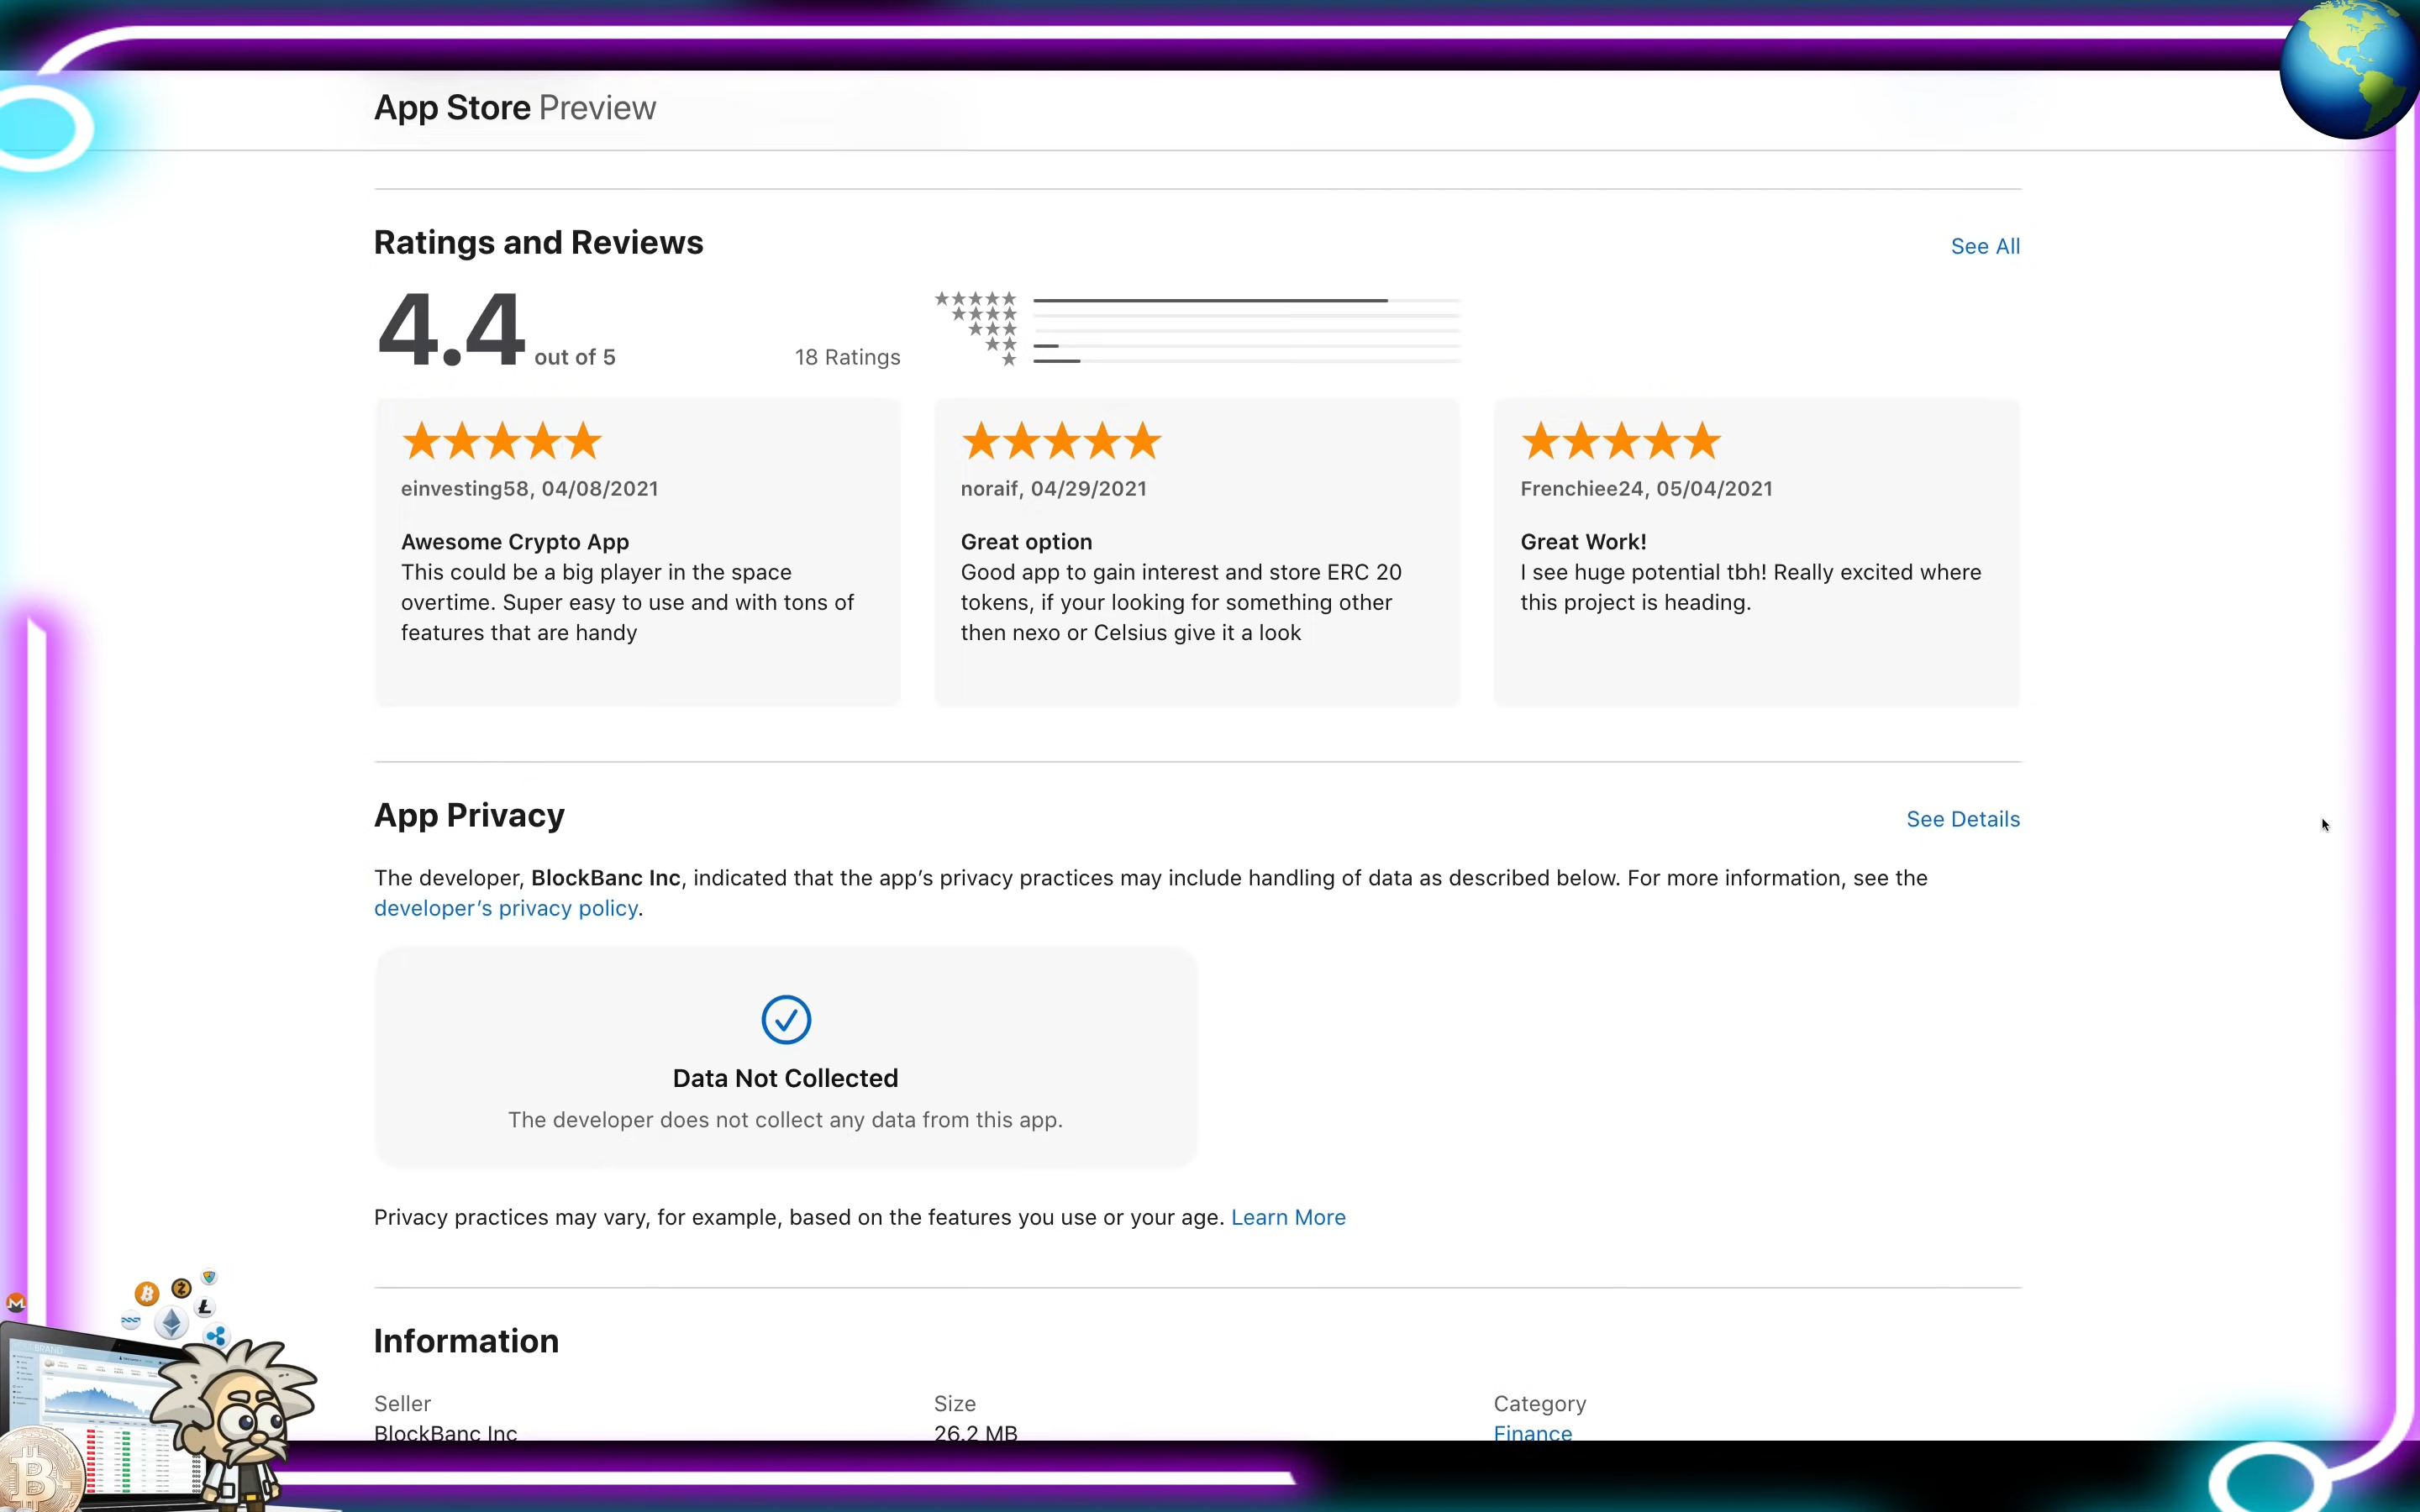 App Store Preview
Ratings and Reviews
See All
4.4 out of 5
18 Ratings
einvesting58, 04/08/2021
Awesome Crypto App
This could be a big player in the space
overtime. Super easy to use and with tons of
features that are handy
noraif, 04/29/2021
Great option
Good app to gain interest and store ERC 20
tokens, if your looking for something other
then nexo or Celsius give it a look
Frenchiee24, 05/04/2021
Great Work!
I see huge potential tbh! Really excited where
this project is heading.
App Privacy
See Details
The developer, BlockBanc Inc, indicated that the app’s privacy practices may include handling of data as described below. For more information, see the
developer’s privacy policy.
Data Not Collected
The developer does not collect any data from this app.
Privacy practices may vary, for example, based on the features you use or your age. Learn More
Information
Seller
BlockBanc Inc
Size
26.2 MB
Category
Finance